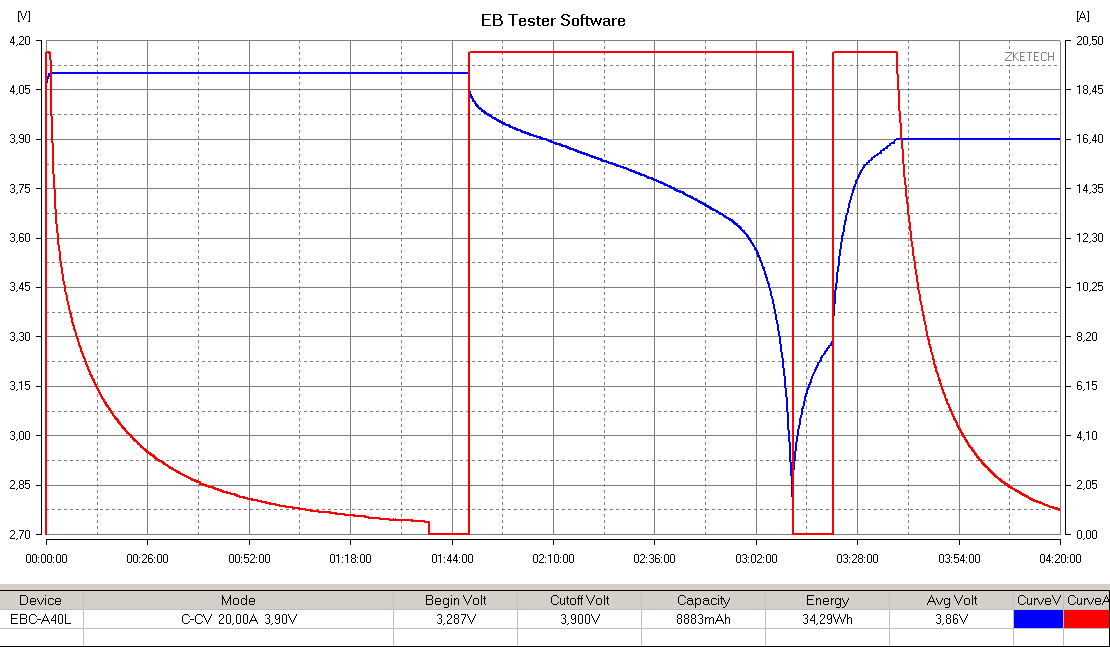 [V] EB Tester Software [A]
ZKETECH
4,20 20,50
4,05 18,45
3,90 16,40
3,75 14,35
3,60 12,30
3,45 10,25
3,30 8,20
3,15 6,15
3,00 4,10
2,85 2,05
2,70 0,00
00:00:00 00:26:00 00:52:00 01:18:00 01:44:00 02:10:00 02:36:00 03:02:00 03:28:00 03:54:00 04:20:00
Device Mode Begin Volt Cutoff Volt Capacity Energy Avg Volt CurveV CurveA
EBC-A40L C-CV 20,00A 3,90V 3,287V 3,900V 8883mAh 34,29Wh 3,86V